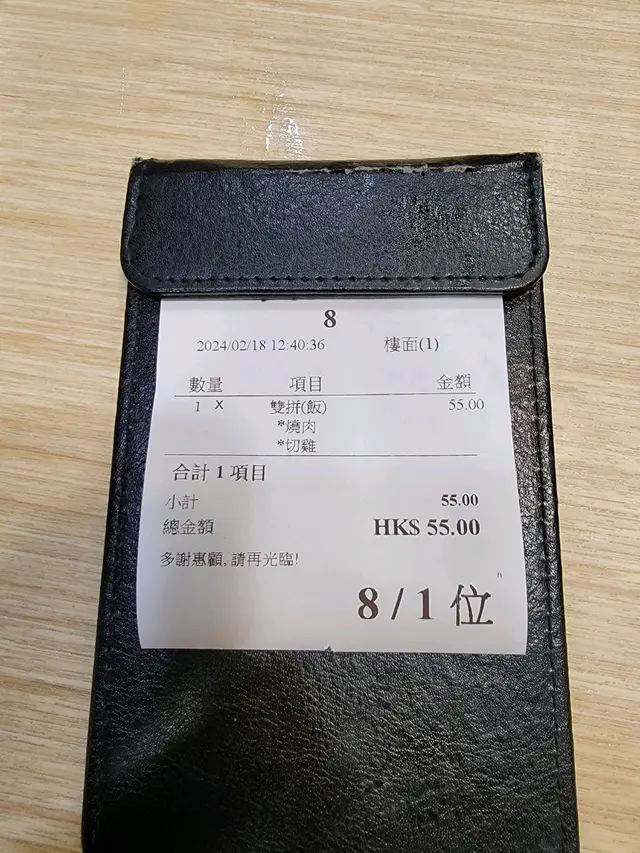 8
2024/02/18 12:40:36 樓面(1)
數量 項目 金額
1 X 雙拼(飯) 55.00
*燒肉
*切雞
合計 1 項目
小計 55.00
總金額 HK$ 55.00
多謝惠顧, 請再光臨!
8 / 1 位